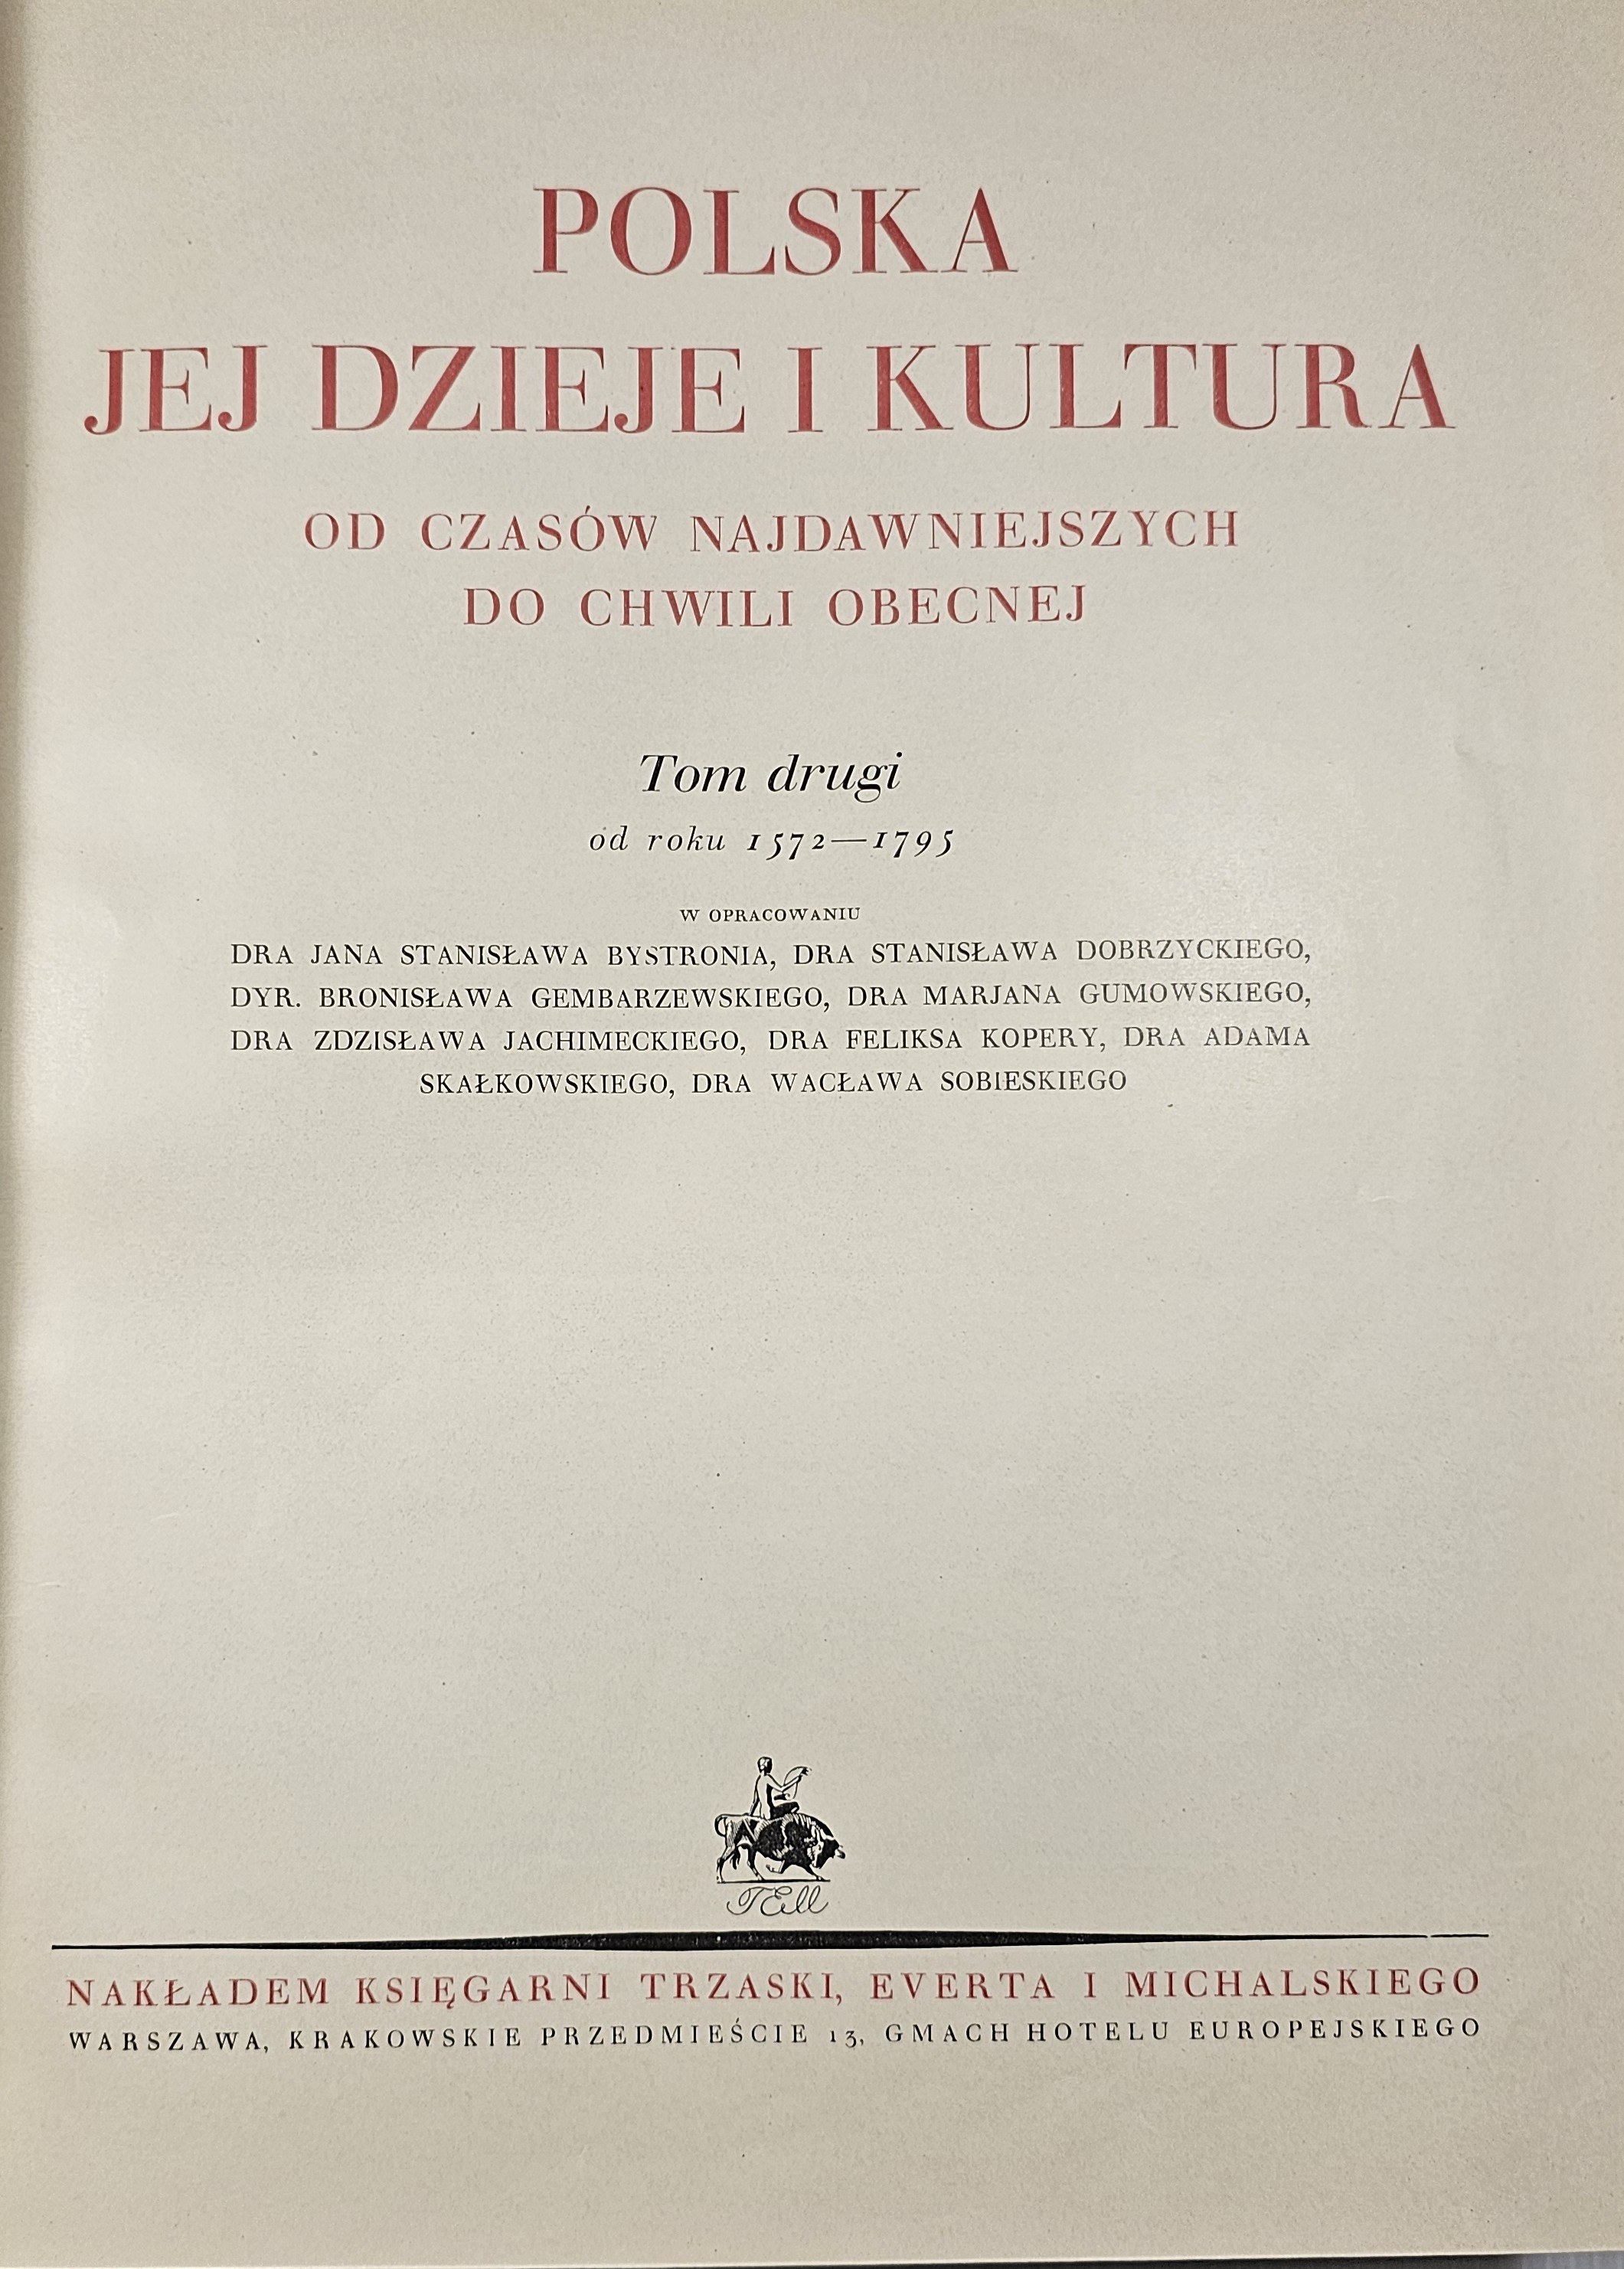 POLSKA
JEJ DZIEJE I KULTURA
OD CZASÓW NAJDAWNIEJSZYCH
DO CHWILI OBECNEJ
Tom drugi
od roku 1572—1795
W OPRACOWANIU
DRA JANA STANISŁAWA BYSTRONIA, DRA STANISŁAWA DOBRZYCKIEGO,
DYR. BRONISŁAWA GEMBARZEWSKIEGO, DRA MARJANA GUMOWSKIEGO,
DRA ZDZISŁAWA JACHIMECKIEGO, DRA FELIKSA KOPERY, DRA ADAMA
SKAŁKOWSKIEGO, DRA WACŁAWA SOBIESKIEGO
TEM
NAKŁADEM KSIĘGARNI TRZASKI, EVERTA I MICHALSKIEGO
WARSZAWA, KRAKOWSKIE PRZEDMIEŚCIE 13, GMACH HOTELU EUROPEJSKIEGO